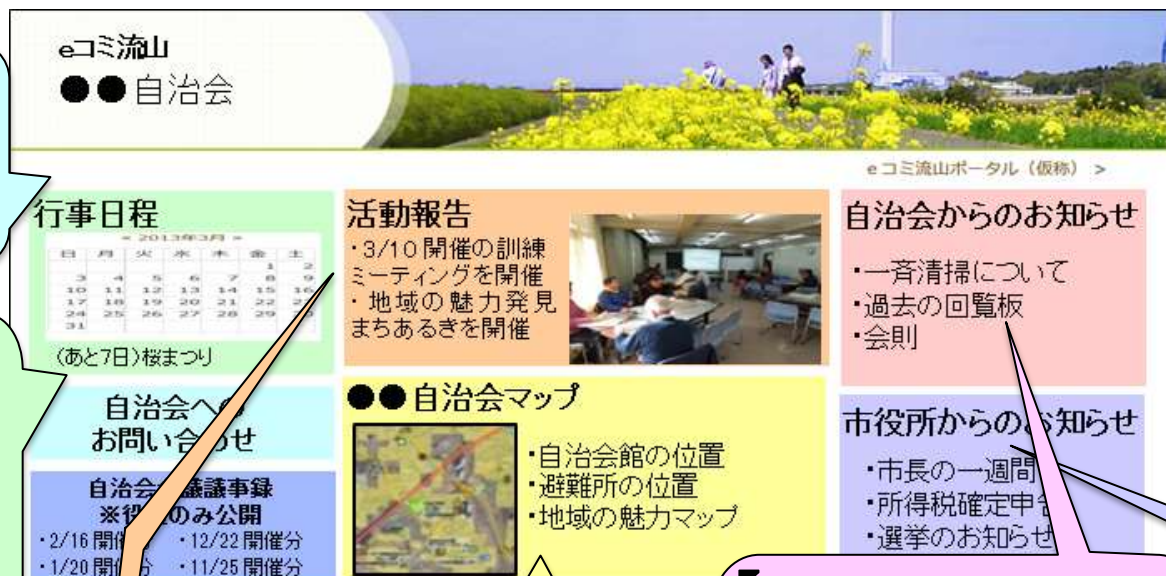 eコミ流山
●●自治会
eコミ流山ポータル（仮称） >
行事日程
« 2013年3月 »
日 月 火 水 木 金 土
1 2
3 4 5 6 7 8 9
10 11 12 13 14 15 16
17 18 19 20 21 22
24 25 26 27 28 29
31
(あと7日)桜まつり
自治会への
お問い合わせ
自治会 議議事録
※役 のみ公開
・2/16開催分 ・12/22開催分
・1/20開催分 ・11/25開催分
活動報告
・3/10開催の訓練
ミーティングを開催
・地域の魅力発見
まちあるきを開催
●●自治会マップ
・自治会館の位置
・避難所の位置
・地域の魅力マップ
自治会からのお知らせ
・一斉清掃について
・過去の回覧板
・会則
市役所からのお知らせ
・市長の一週間
・所得税確定申告
・選挙のお知らせ